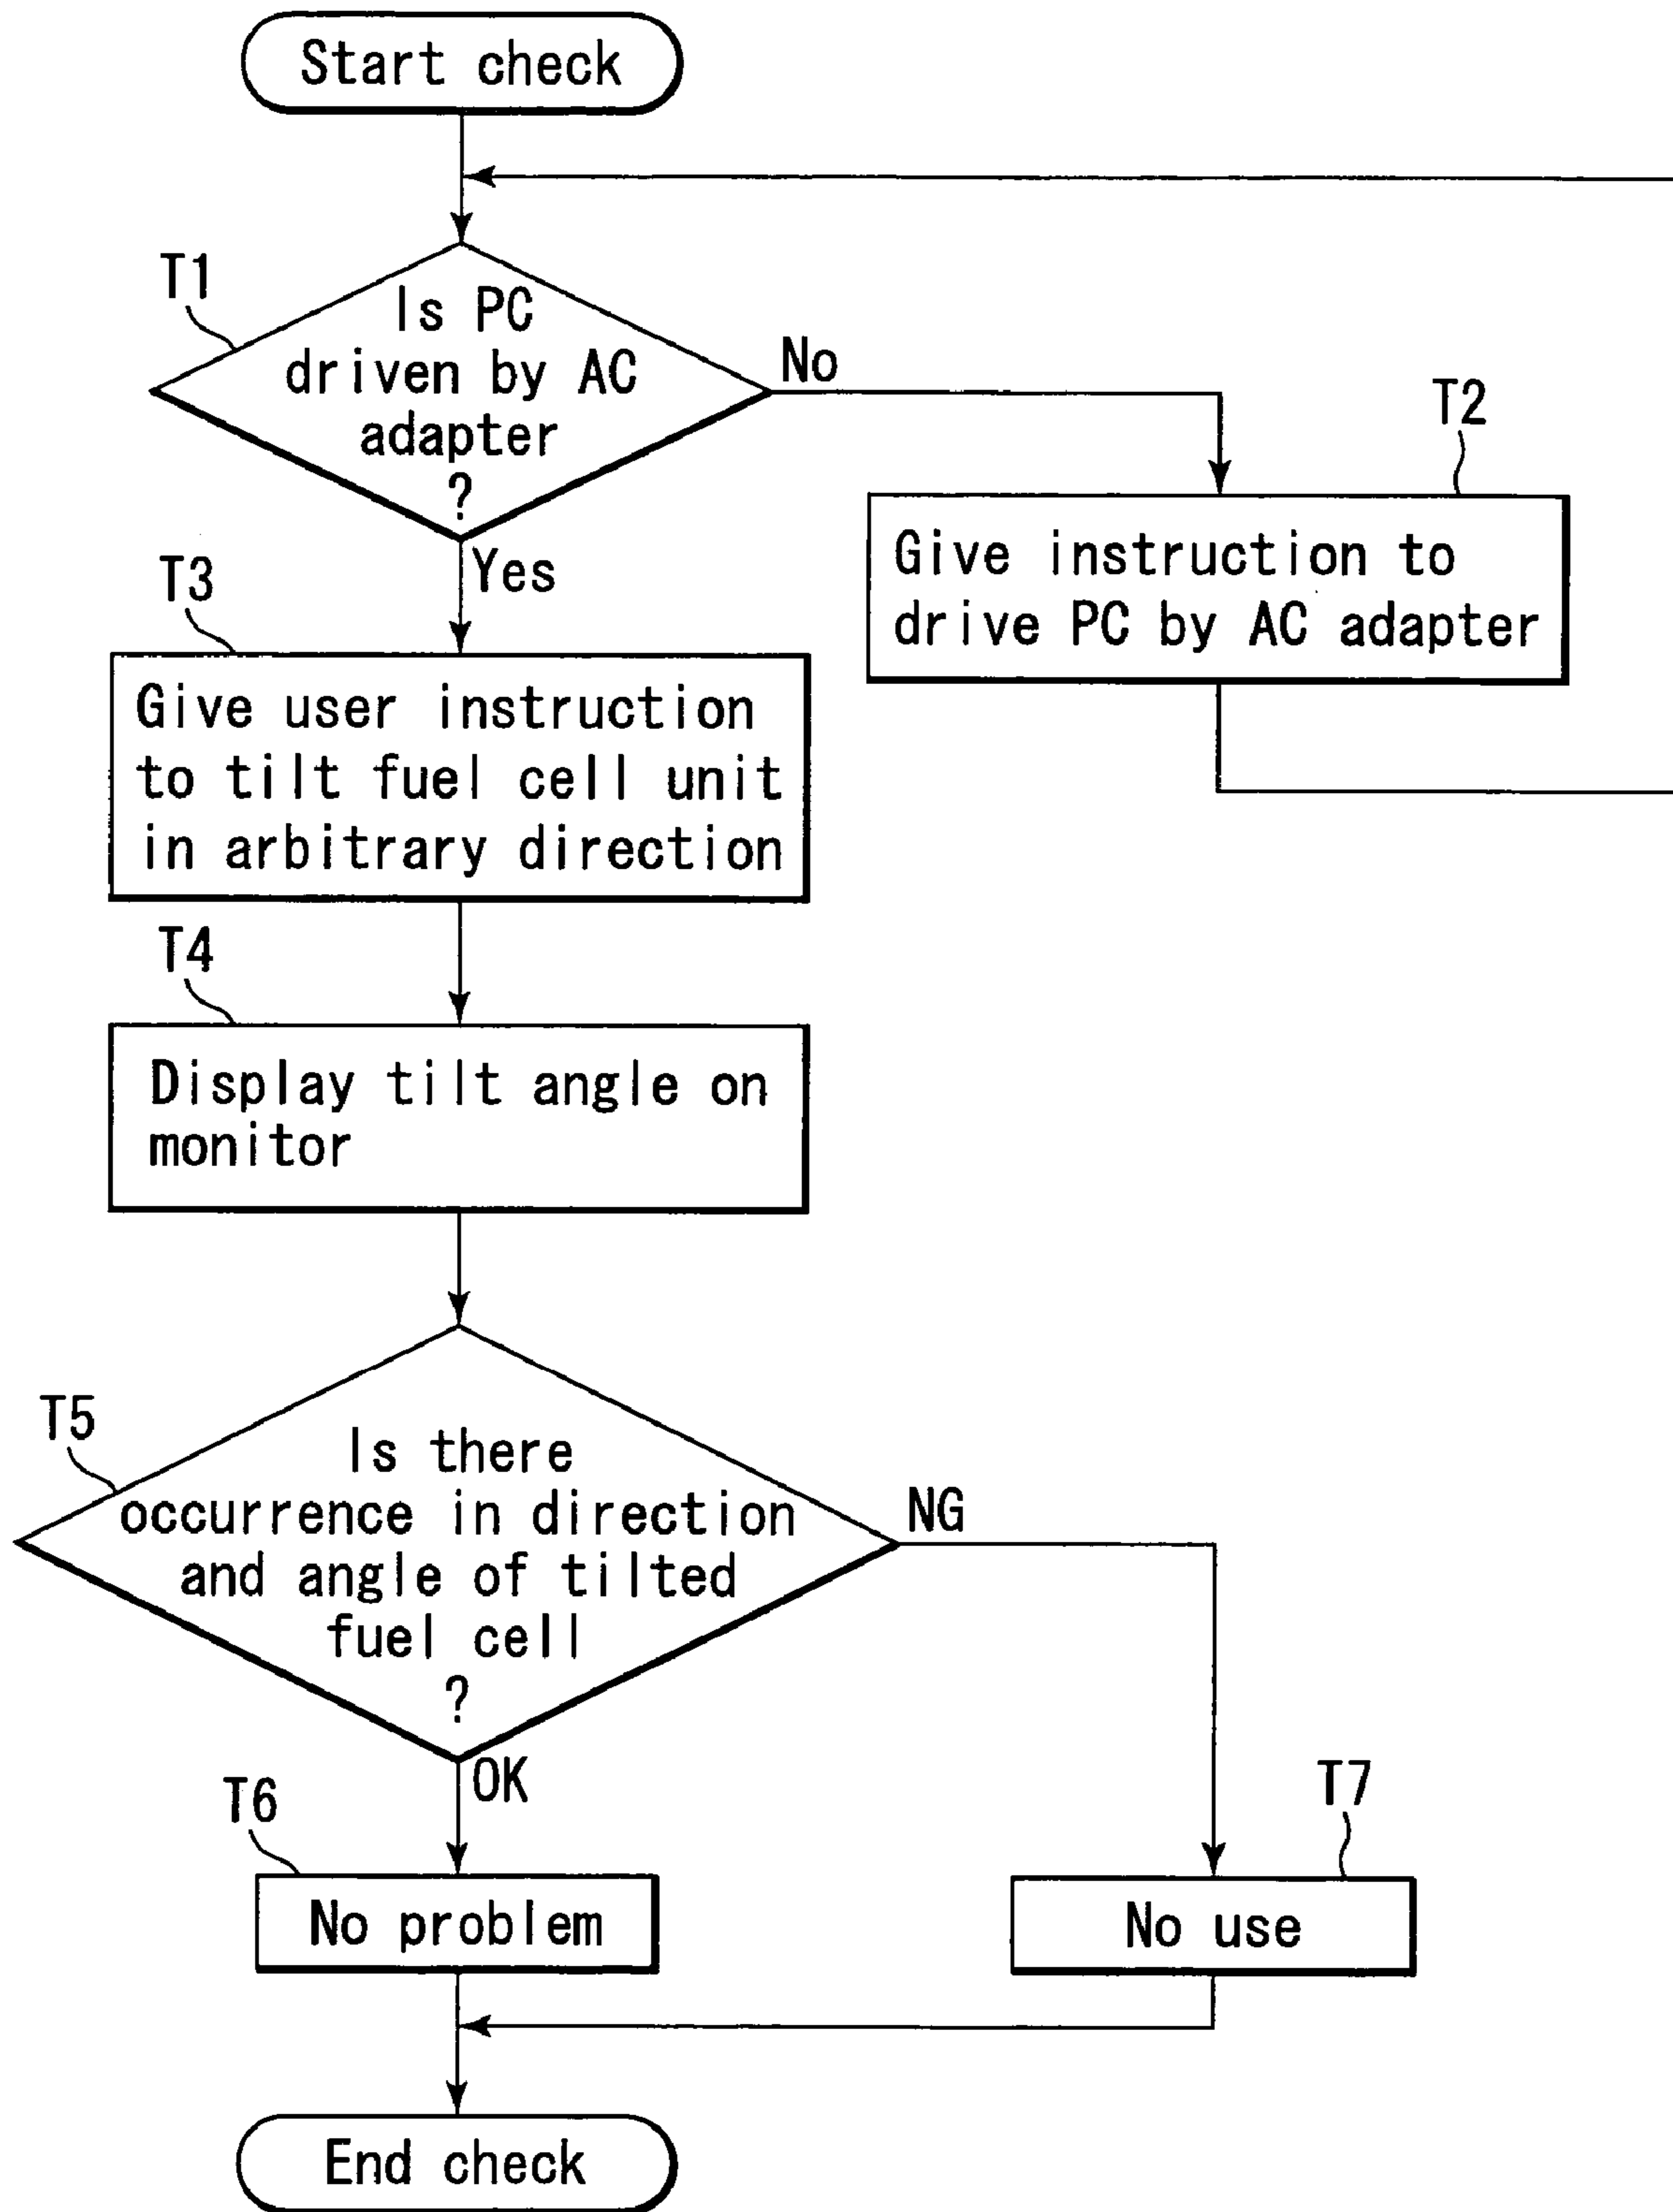 Start check
T1
Is PC
driven by AC
adapter
?
No
Yes
T2
Give instruction to
drive PC by AC adapter
T3
Give user instruction
to tilt fuel cell unit
in arbitrary direction
T4
Display tilt angle on
monitor
T5
Is there
occurrence in direction
and angle of tilted
fuel cell
?
NG
OK
T6
No problem
T7
No use
End check